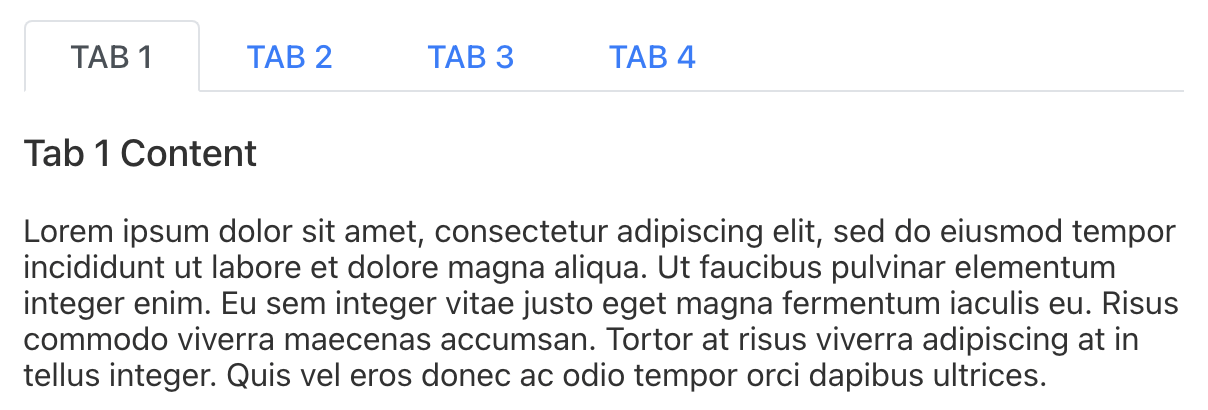 TAB 1 TAB 2 TAB 3 TAB 4
Tab 1 Content
Lorem ipsum dolor sit amet, consectetur adipiscing elit, sed do eiusmod tempor
incididunt ut labore et dolore magna aliqua. Ut faucibus pulvinar elementum
integer enim. Eu sem integer vitae justo eget magna fermentum iaculis eu. Risus
commodo viverra maecenas accumsan. Tortor at risus viverra adipiscing at in
tellus integer. Quis vel eros donec ac odio tempor orci dapibus ultrices.